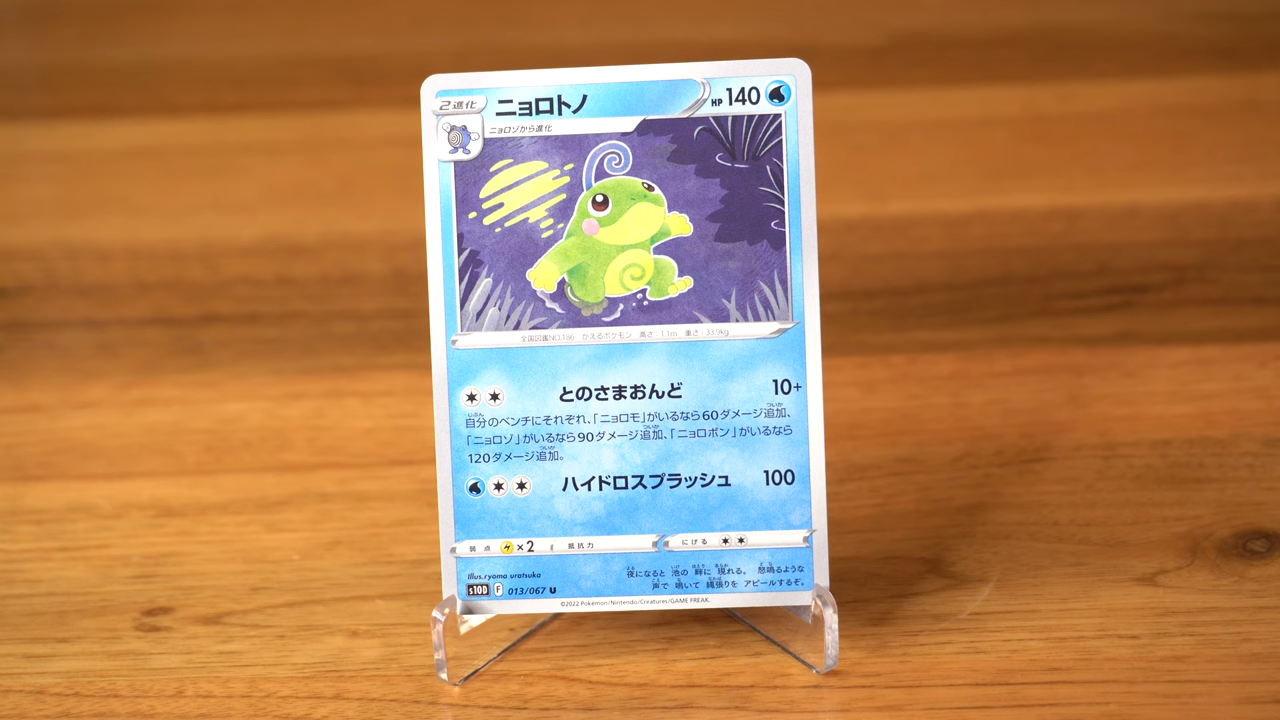 2進化 ニョロトノ HP 140
ニョロゾから進化
全国図鑑NO.186 かえるポケモン 高さ:1.1m 重さ:33.9kg
とのさまおんど 10+
自分のベンチにそれぞれ、「ニョロモ」がいるなら60ダメージ追加、
「ニョロゾ」がいるなら90ダメージ追加、「ニョロボン」がいるなら
120ダメージ追加。
ハイドロスプラッシュ 100
弱点 ×2 抵抗力 にげる
Illus.ryoma uratsuka
夜になると 池の 畔に 現れる。 怒鳴るような
声で 鳴いて 縄張りを アピールするぞ。
s10D F 013/067 U
©2022 Pokémon/Nintendo/Creatures/GAME FREAK.